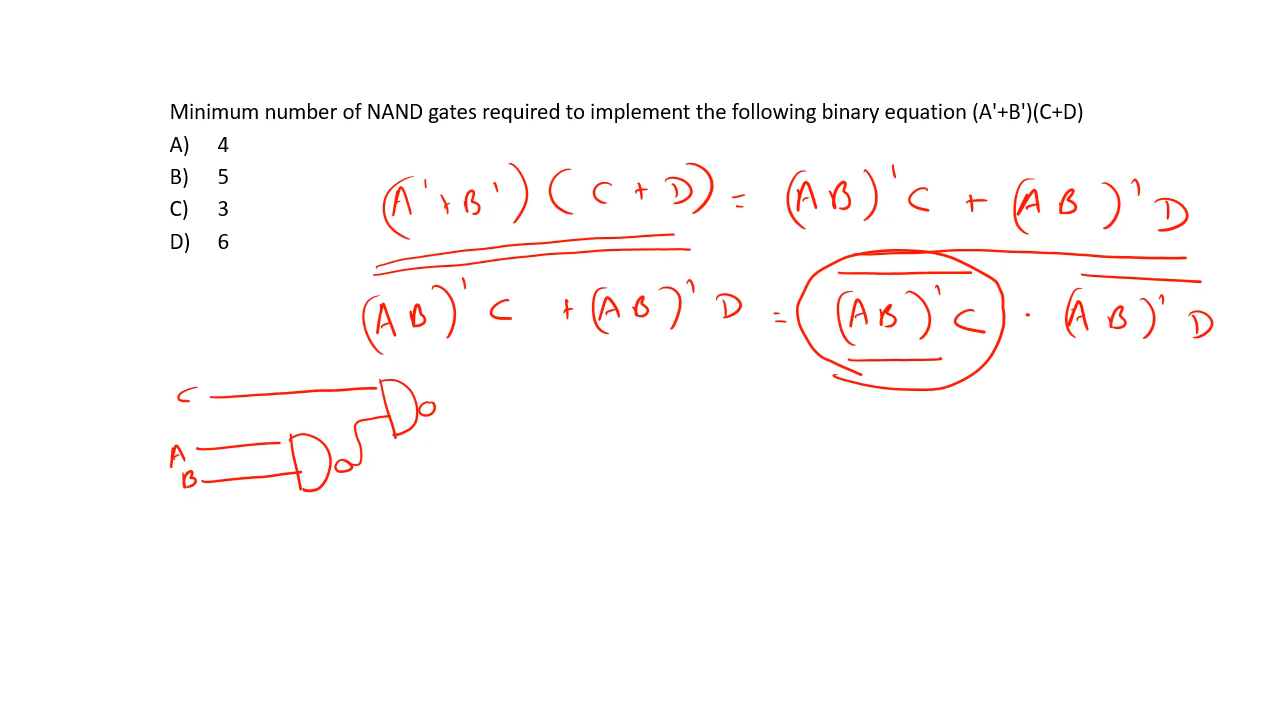 Minimum number of NAND gates required to implement the following binary equation (A'+B')(C+D)
A) 4
B) 5
C) 3
D) 6
(A' + B') (C + D) = (AB)'C + (AB)'D
(AB)'C + (AB)'D = (AB)'C · (AB)'D
C
A
B